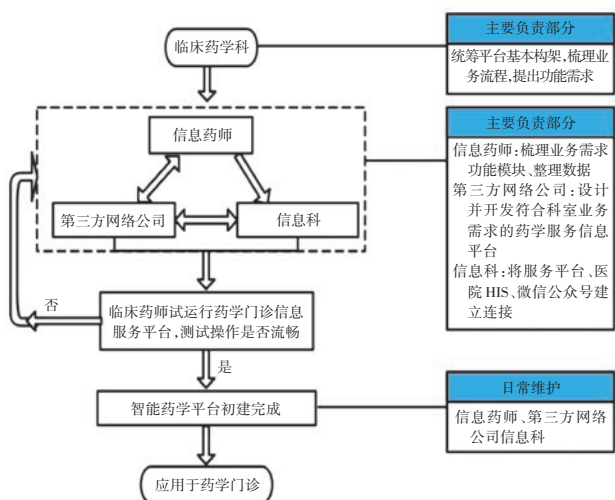 临床药学科
主要负责部分
统筹平台基本构架,梳理业
务流程,提出功能需求
信息药师
第三方网络公司
信息科
主要负责部分
信息药师:梳理业务需求
功能模块、整理数据
第三方网络公司:设计
并开发符合科室业务
需求的药学服务信息
平台
信息科:将服务平台、医
院 HIS、微信公众号建
立连接
否
临床药师试运行药学门诊信息
服务平台,测试操作是否流畅
是
智能药学平台初建完成
日常维护
信息药师、第三方网络
公司信息科
应用于药学门诊